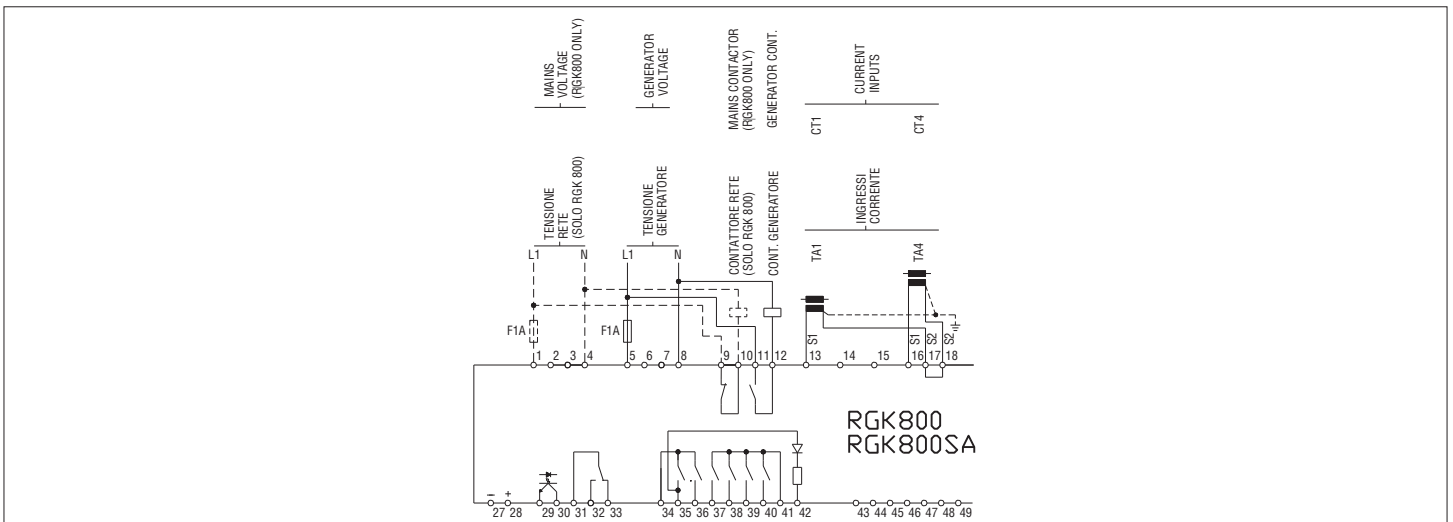 MAINS
VOLTAGE
(RGK800 ONLY)
GENERATOR
VOLTAGE
MAINS CONTACTOR
(RGK800 ONLY)
GENERATOR CONT.
CURRENT
INPUTS
CT1
CT4
TENSIONE
RETE
(SOLO RGK 800)
TENSIONE
GENERATORE
CONTATTORE RETE
(SOLO RGK 800)
CONT. GENERATORE
INGRESSI
CORRENTE
TA1
TA4
L1 N L1 N
F1A F1A
S1 S1 S2 S2
1 2 3 4 5 6 7 8 9 10 11 12 13 14 15 16 17 18
RGK800
RGK800SA
– +
27 28 29 30 31 32 33 34 35 36 37 38 39 40 41 42 43 44 45 46 47 48 49